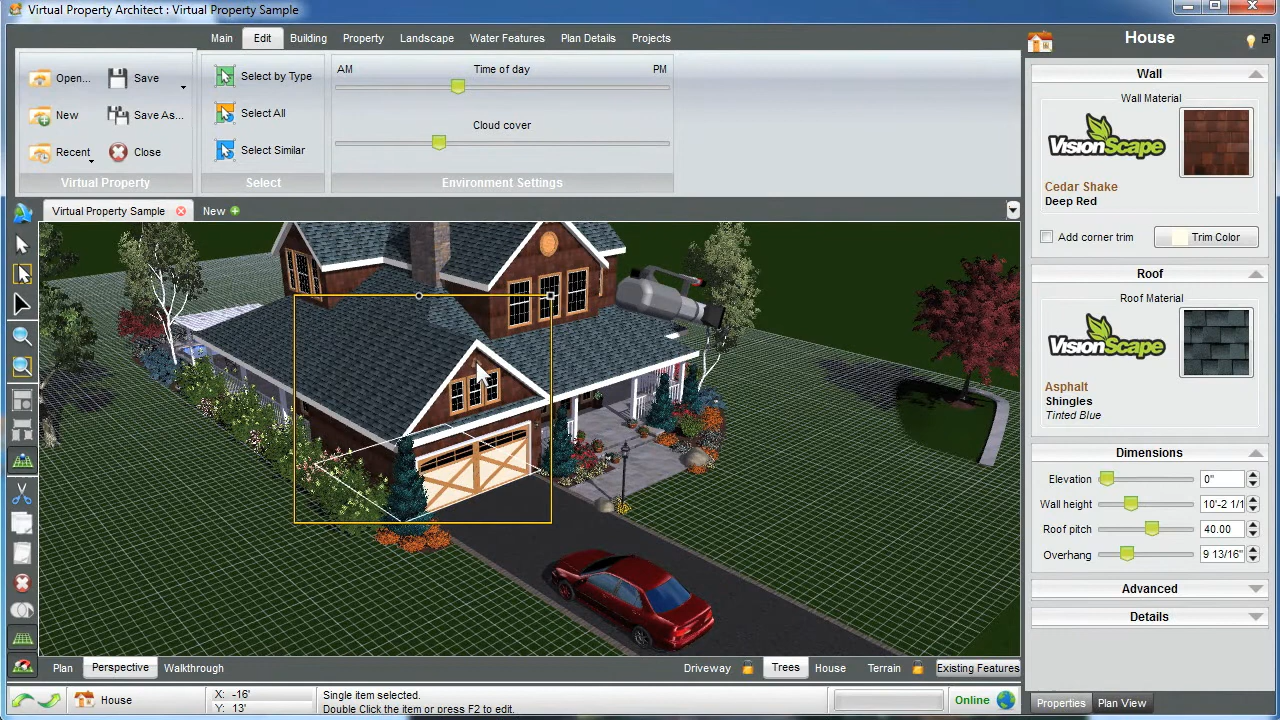 Virtual Property Architect : Virtual Property Sample
Main Edit Building Property Landscape Water Features Plan Details Projects
Open... Save
New Save As...
Recent Close
Virtual Property
Select by Type
Select All
Select Similar
Select
AM Time of day PM
Cloud cover
Environment Settings
Virtual Property Sample New
House
Wall
Wall Material
VisionScape
Cedar Shake
Deep Red
Add corner trim Trim Color
Roof
Roof Material
VisionScape
Asphalt
Shingles
Tinted Blue
Dimensions
Elevation 0"
Wall height 10'-2 1/1
Roof pitch 40.00
Overhang 9 13/16"
Advanced
Details
Plan Perspective Walkthrough Driveway Trees House Terrain Existing Features
House
X: -16'
Y: 13'
Single item selected.
Double Click the item or press F2 to edit.
Online
Properties Plan View